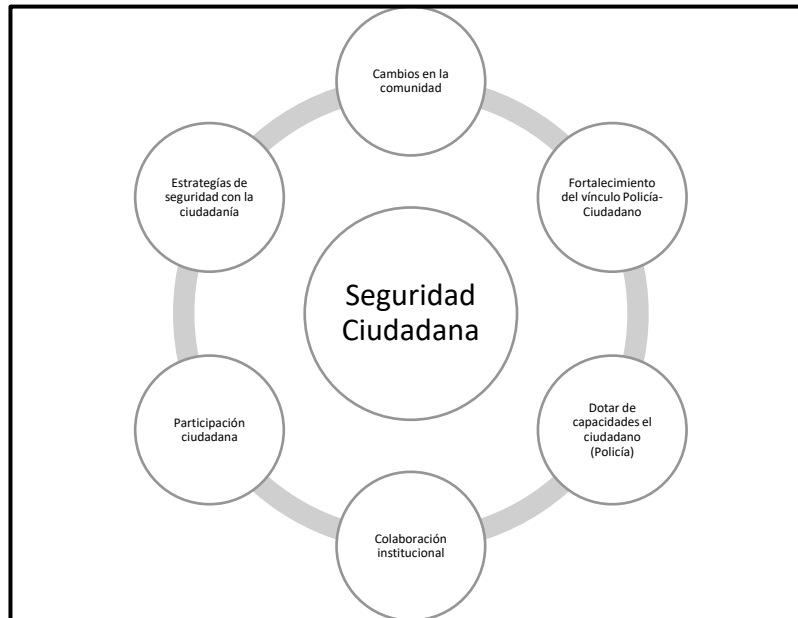 Cambios en la
comunidad
Fortalecimiento
del vínculo Policía-
Ciudadano
Dotar de
capacidades el
ciudadano
(Policía)
Colaboración
institucional
Participación
ciudadana
Estrategías de
seguridad con la
ciudadanía
Seguridad
Ciudadana